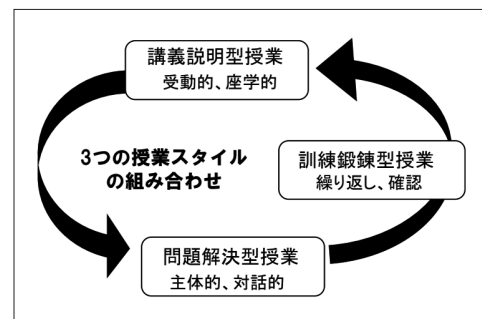 講義説明型授業
受動的、座学的
3つの授業スタイル
の組み合わせ
訓練鍛錬型授業
繰り返し、確認
問題解決型授業
主体的、対話的